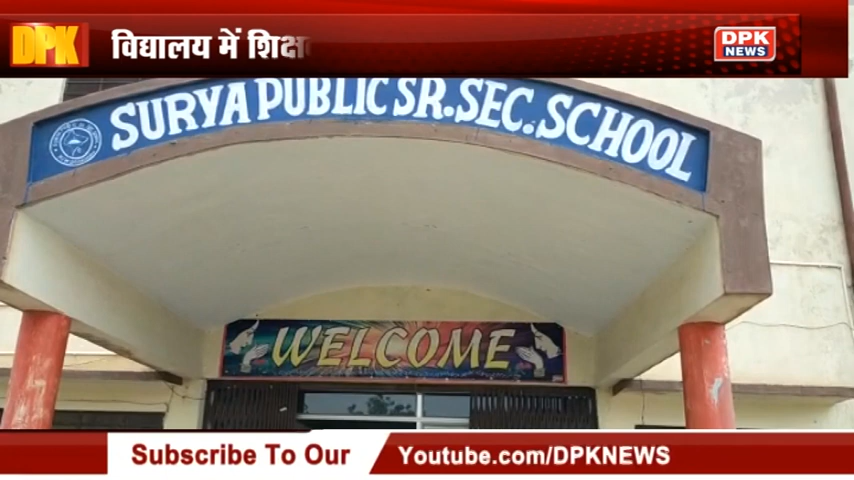 DPK
विद्यालय में
DPK
NEWS
SURYA PUBLIC SR.SEC.SCHOOL
WELCOME
Subscribe To Our
Youtube.com/DPKNEWS